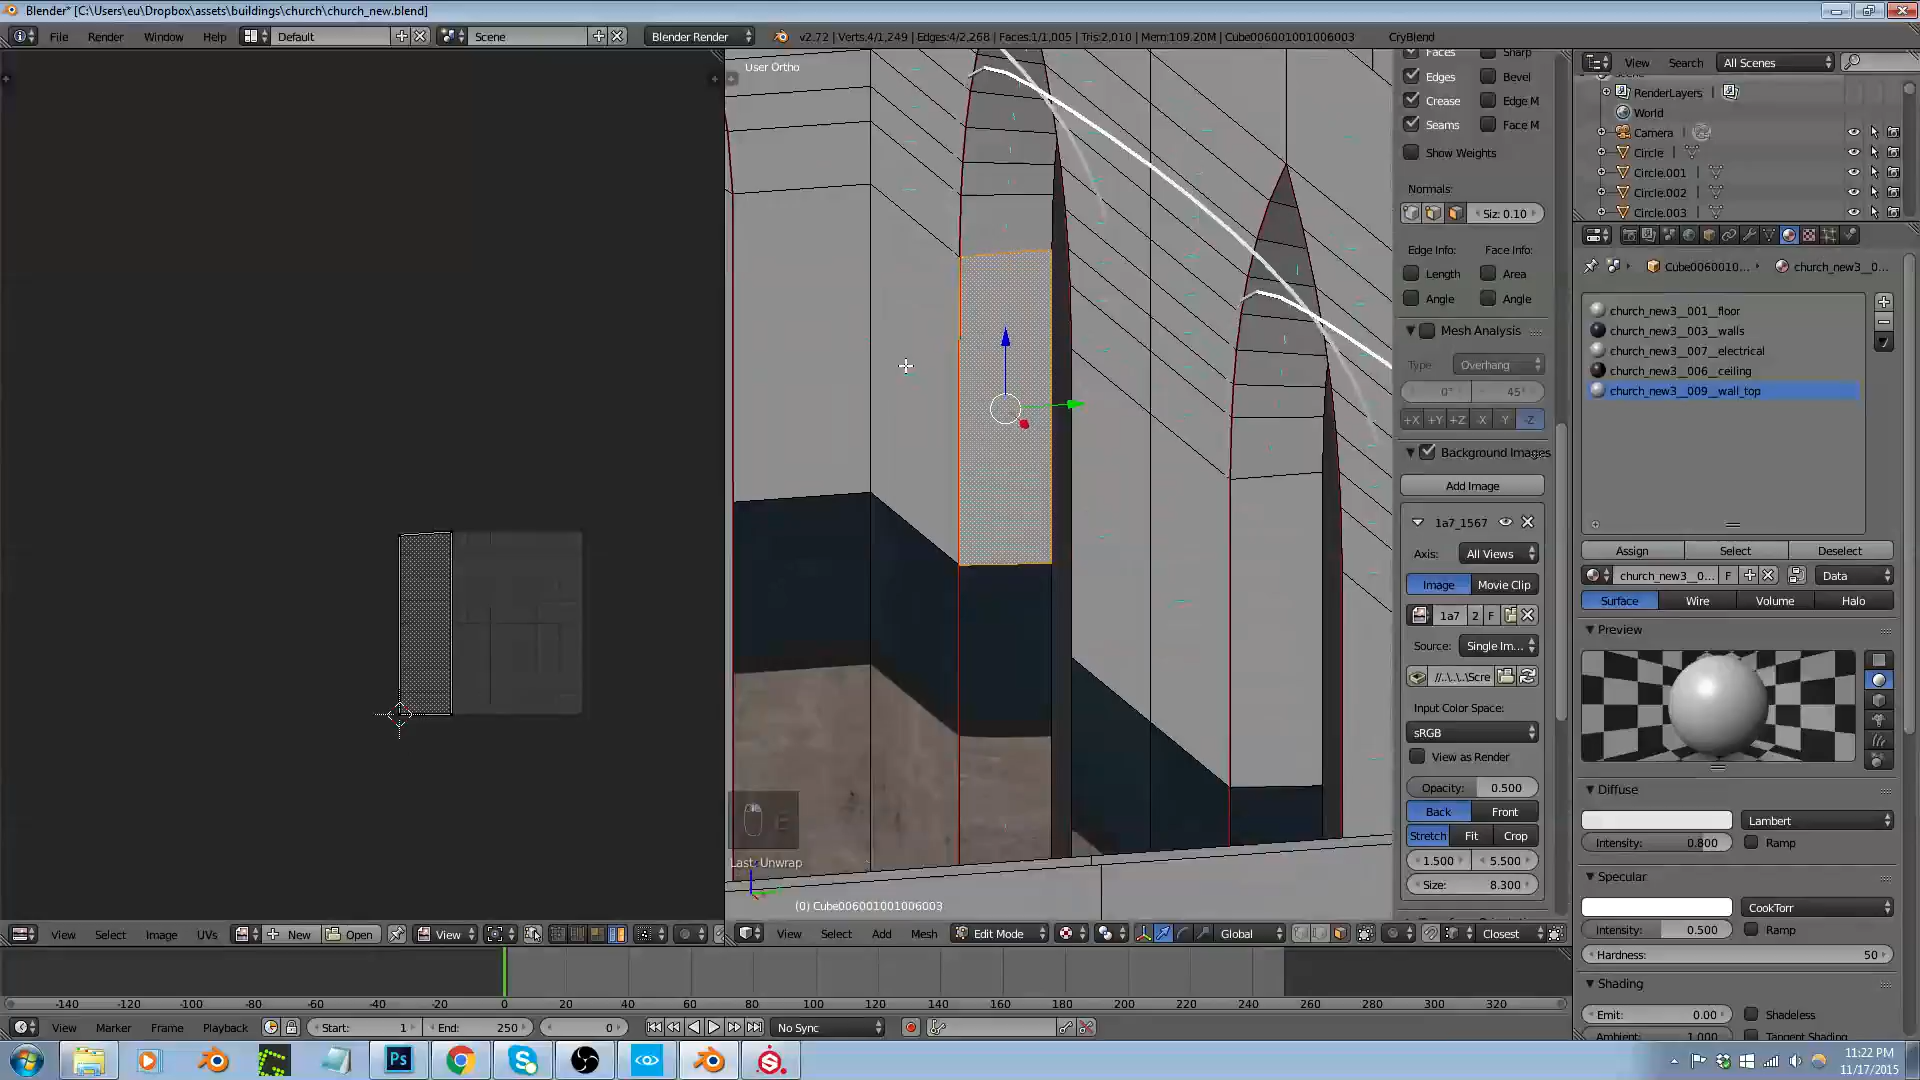 Blender* [C:\Users\eu\Dropbox\assets\buildings\church\church_new.blend]
File Render Window Help Default Scene Blender Render v2.72 | Verts:4/1,249 | Edges:4/2,268 | Faces:1/1,005 | Tris:2,010 | Mem:109.20M | Cube006001001006003 CryBlend
User Ortho
Faces Sharp
Edges Bevel
Crease Edge M
Seams Face M
Show Weights
Normals:
Siz: 0.10
Edge Info: Face Info:
Length Area
Angle Angle
Mesh Analysis
Type Overhang
0° 45°
+X +Y +Z -X -Y -Z
Background Images
Add Image
1a7_1567
Axis: All Views
Image Movie Clip
1a7 2 F
Source: Single Im...
//..\..\..\Scre
Input Color Space:
sRGB
View as Render
Opacity: 0.500
Back Front
Stretch Fit Crop
1.500 5.500
Size: 8.300
View Search All Scenes
RenderLayers
World
Camera
Circle
Circle.001
Circle.002
Circle.003
Cube0060010... church_new3__0...
church_new3__001__floor
church_new3__003__walls
church_new3__007__electrical
church_new3__006__ceiling
church_new3__009__wall_top
Assign Select Deselect
church_new3__0... F Data
Surface Wire Volume Halo
Preview
Diffuse
Lambert
Intensity: 0.800 Ramp
Specular
CookTorr
Intensity: 0.500 Ramp
Hardness: 50
Shading
Emit: 0.00 Shadeless
Ambient: 1.000 Tangent Shading
E
Last: Unwrap
(0) Cube006001001006003
View Select Image UVs New Open View
View Select Add Mesh Edit Mode Global Closest
-140 -120 -100 -80 -60 -40 -20 0 20 40 60 80 100 120 140 160 180 200 220 240 260 280 300 320
View Marker Frame Playback Start: 1 End: 250 0 No Sync
Ps
11:22 PM
11/17/2015